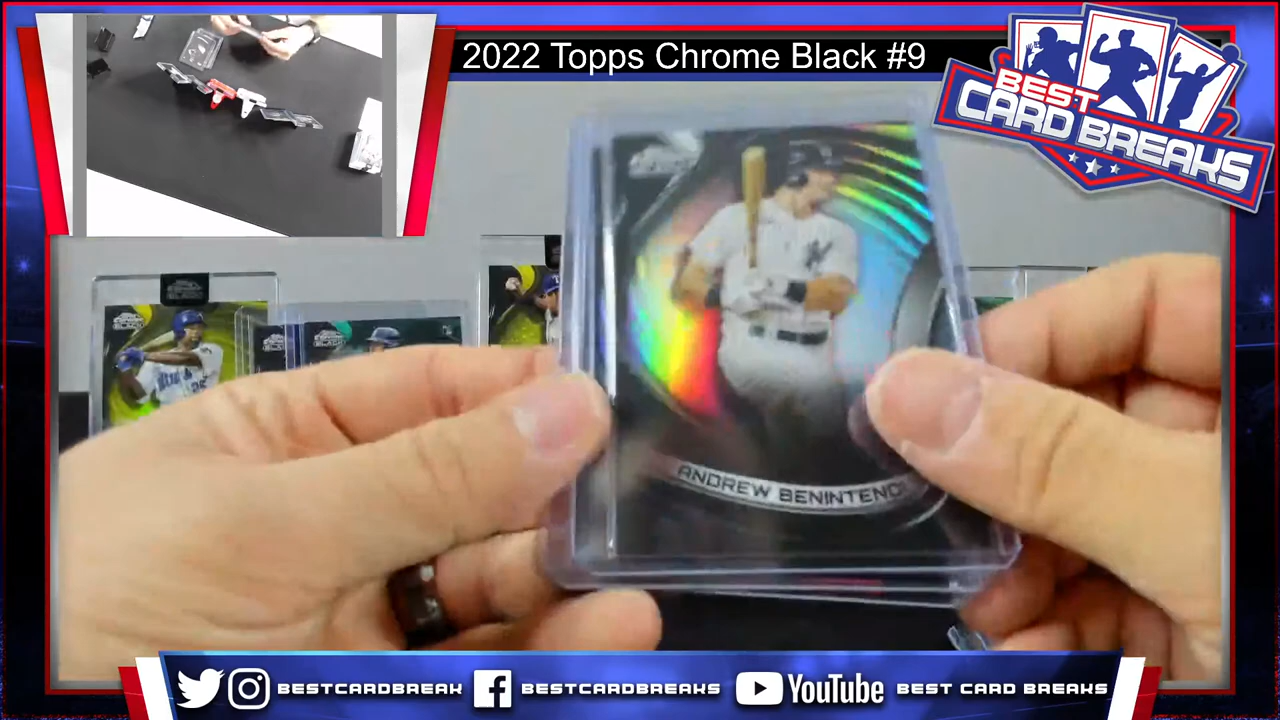 2022 Topps Chrome Black #9
BEST
CARD BREAKS
ANDREW BENINTEND
BESTCARDBREAK
BESTCARDBREAKS
YouTube
BEST CARD BREAKS